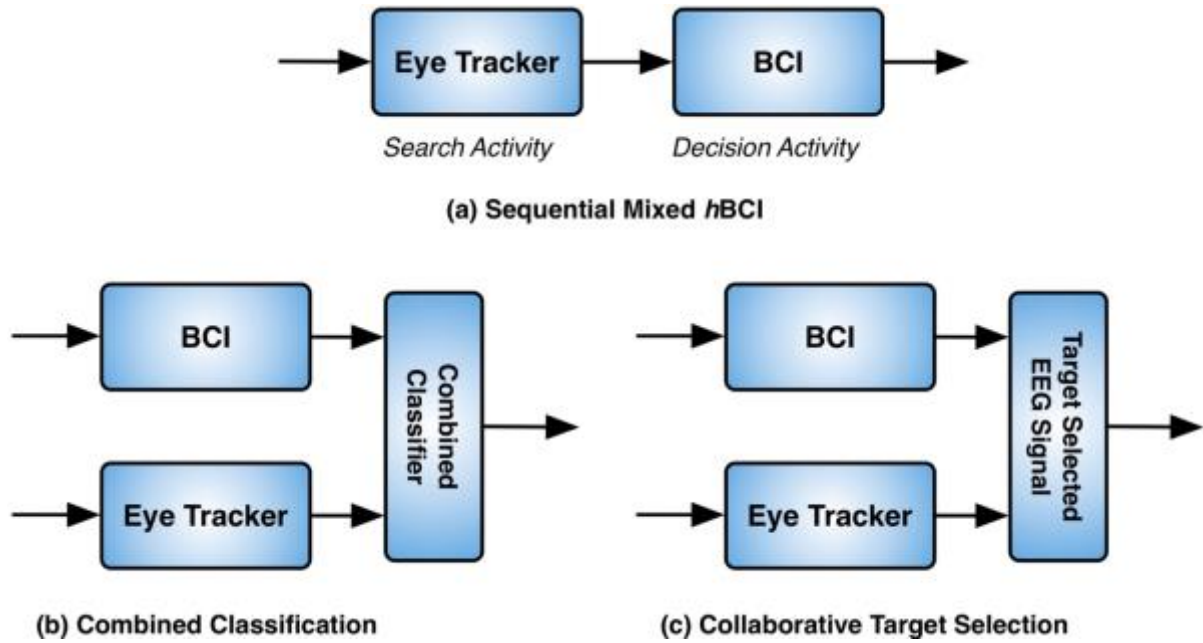 Eye Tracker
BCI
Search Activity
Decision Activity
(a) Sequential Mixed hBCI
BCI
Eye Tracker
Combined
Classifier
(b) Combined Classification
BCI
Eye Tracker
Target Selected
EEG Signal
(c) Collaborative Target Selection